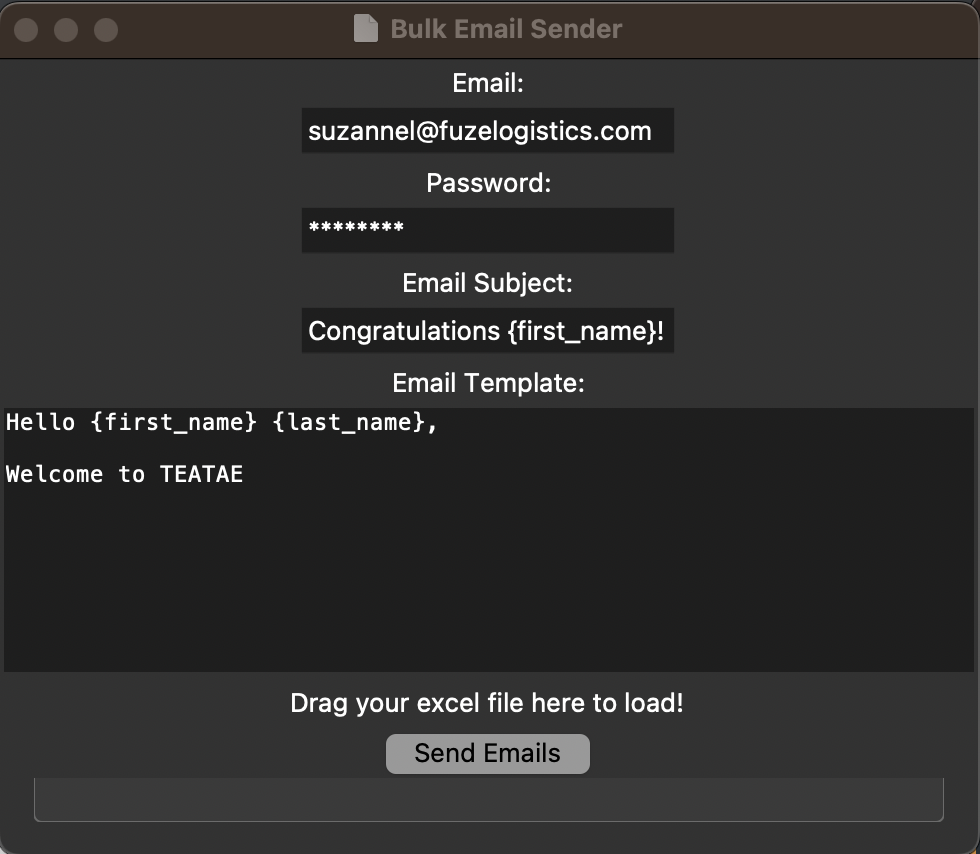 Bulk Email Sender
Email:
suzannel@fuzelogistics.com
Password:
********
Email Subject:
Congratulations {first_name}!
Email Template:
Hello {first_name} {last_name},
Welcome to TEATAE
Drag your excel file here to load!
Send Emails